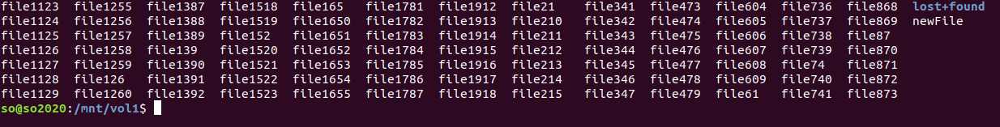 file1123 file1255 file1387 file1518 file165 file1781 file1912 file21 file341 file473 file604 file736 file868 lost+found
file1124 file1256 file1388 file1519 file1650 file1782 file1913 file210 file342 file474 file605 file737 file869 newFile
file1125 file1257 file1389 file152 file1651 file1783 file1914 file211 file343 file475 file606 file738 file87
file1126 file1258 file139 file1520 file1652 file1784 file1915 file212 file344 file476 file607 file739 file870
file1127 file1259 file1390 file1521 file1653 file1785 file1916 file213 file345 file477 file608 file74 file871
file1128 file126 file1391 file1522 file1654 file1786 file1917 file214 file346 file478 file609 file740 file872
file1129 file1260 file1392 file1523 file1655 file1787 file1918 file215 file347 file479 file61 file741 file873
so@so2020:/mnt/vol1$